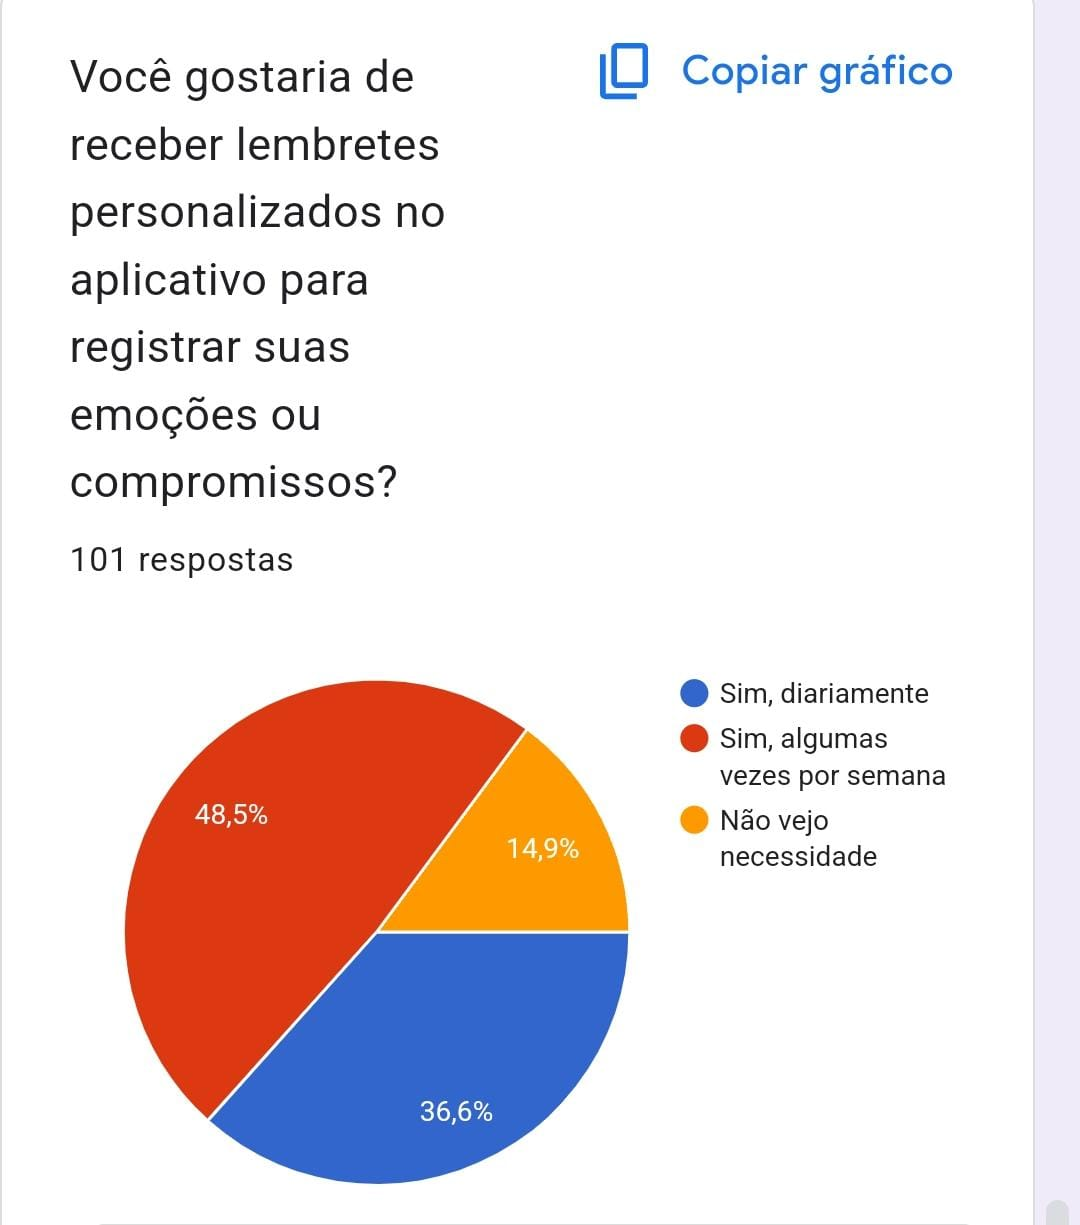 Você gostaria de
receber lembretes
personalizados no
aplicativo para
registrar suas
emoções ou
compromissos?
Copiar gráfico
101 respostas
Sim, diariamente
Sim, algumas
vezes por semana
Não vejo
necessidade
48,5%
14,9%
36,6%